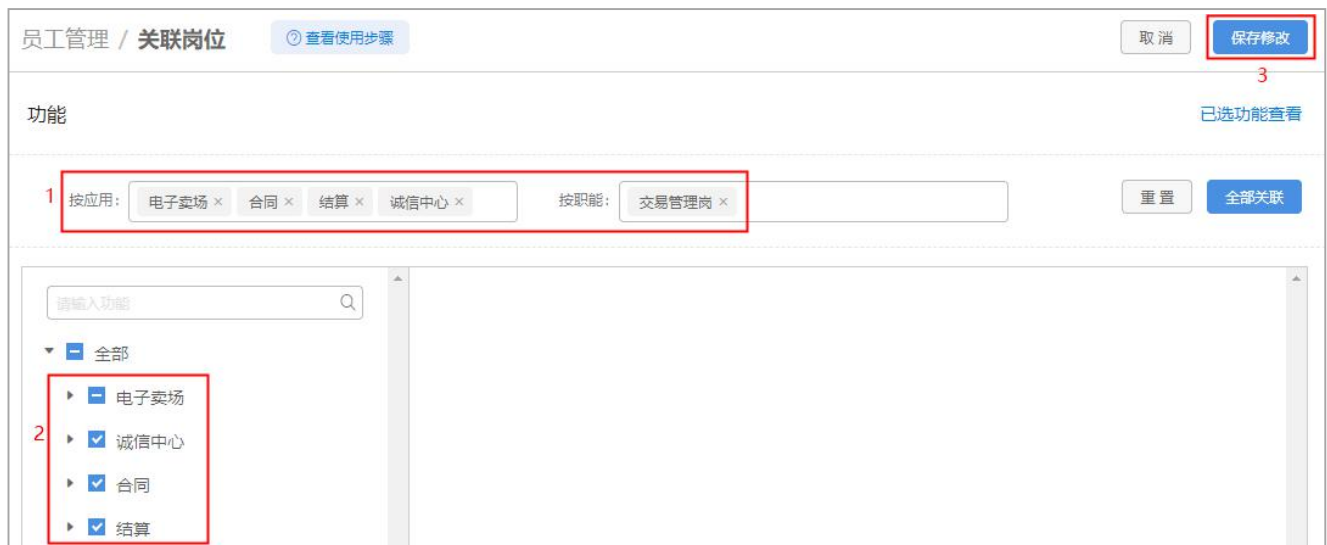 员工管理 / 关联岗位 查看使用步骤 取消 保存修改
3
功能 已选功能查看
1 按应用: 电子卖场 × 合同 × 结算 × 诚信中心 × 按职能: 交易管理岗 × 重置 全部关联
请输入功能
全部
电子卖场
2
诚信中心
合同
结算